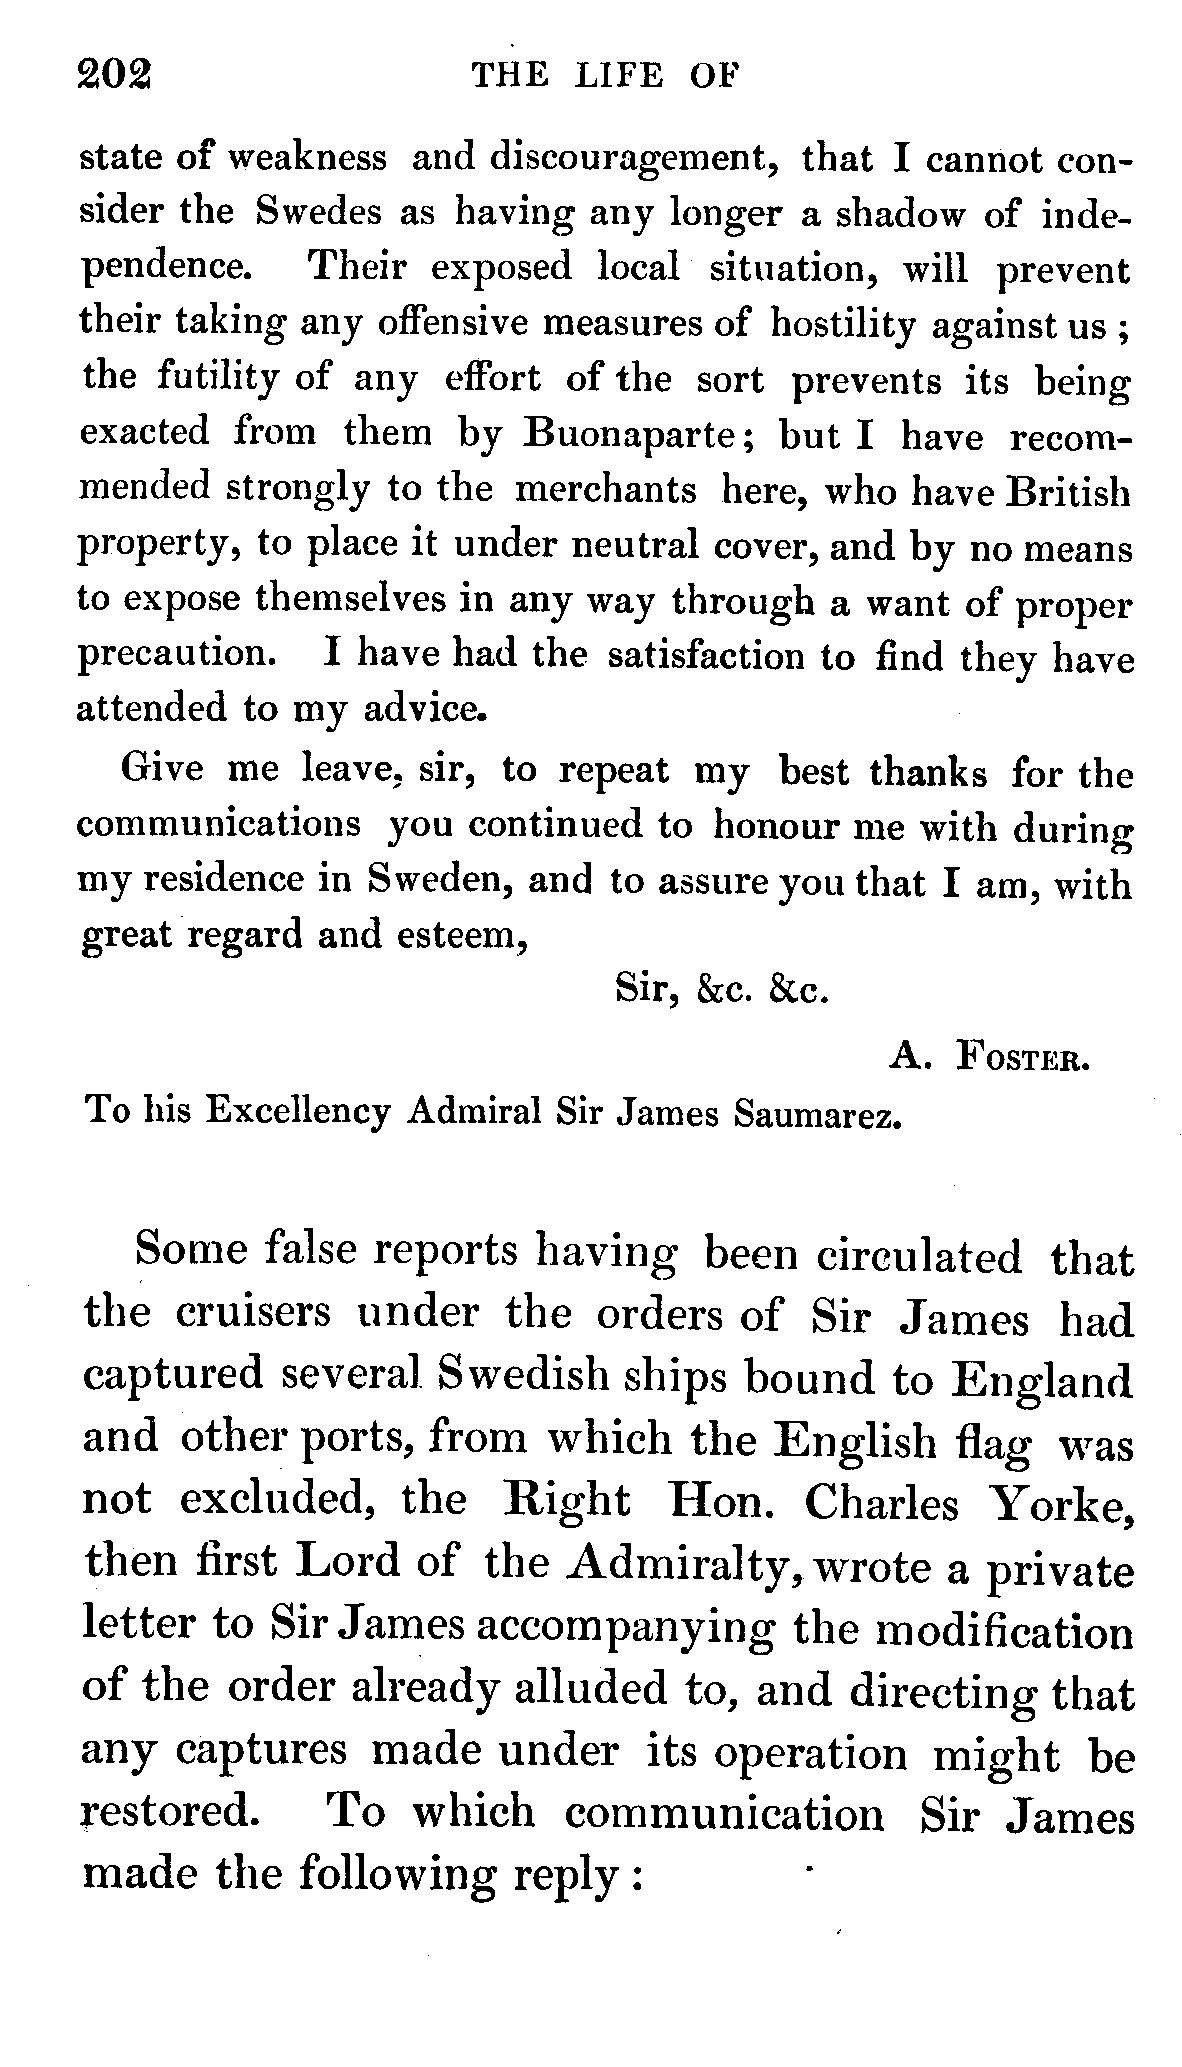 202 THE LIFE OF
state of weakness and discouragement, that I cannot con-
sider the Swedes as having any longer a shadow of inde-
pendence. Their exposed local situation, will prevent
their taking any offensive measures of hostility against us ;
the futility of any effort of the sort prevents its being
exacted from them by Buonaparte; but I have recom-
mended strongly to the merchants here, who have British
property, to place it under neutral cover, and by no means
to expose themselves in any way through a want of proper
precaution. I have had the satisfaction to find they have
attended to my advice.
Give me leave, sir, to repeat my best thanks for the
communications you continued to honour me with during
my residence in Sweden, and to assure you that I am, with
great regard and esteem,
Sir, &c. &c.
A. Foster.
To his Excellency Admiral Sir James Saumarez.
Some false reports having been circulated that
the cruisers under the orders of Sir James had
captured several Swedish ships bound to England
and other ports, from which the English flag was
not excluded, the Right Hon. Charles Yorke,
then first Lord of the Admiralty, wrote a private
letter to Sir James accompanying the modification
of the order already alluded to, and directing that
any captures made under its operation might be
restored. To which communication Sir James
made the following reply :